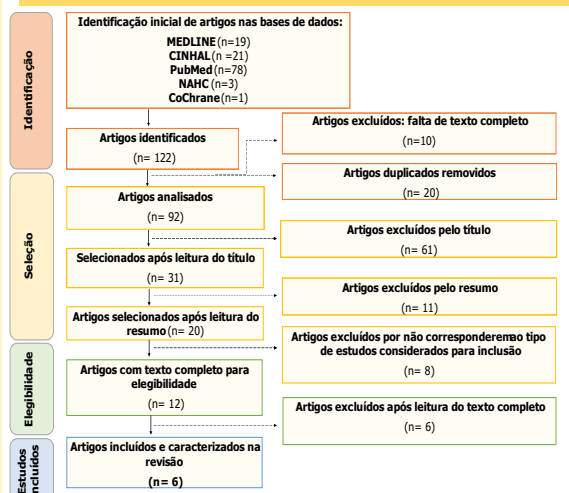 Identificação
Identificação inicial de artigos nas bases de dados:
MEDLINE (n=19)
CINHAL (n =21)
PubMed (n=78)
NAHC (n=3)
CoChrane (n=1)
Artigos identificados
(n= 122)
Artigos excluídos: falta de texto completo
(n=10)
Artigos duplicados removidos
(n= 20)
Seleção
Artigos analisados
(n= 92)
Artigos excluídos pelo título
(n= 61)
Selecionados após leitura do título
(n= 31)
Artigos excluídos pelo resumo
(n= 11)
Artigos selecionados após leitura do
resumo (n= 20)
Artigos excluídos por não corresponderemao tipo
de estudos considerados para inclusão
(n= 8)
Elegibilidade
Artigos com texto completo para
elegibilidade
(n= 12)
Artigos excluídos após leitura do texto completo
(n= 6)
Estudos
incluídos
Artigos incluídos e caracterizados na
revisão
(n= 6)